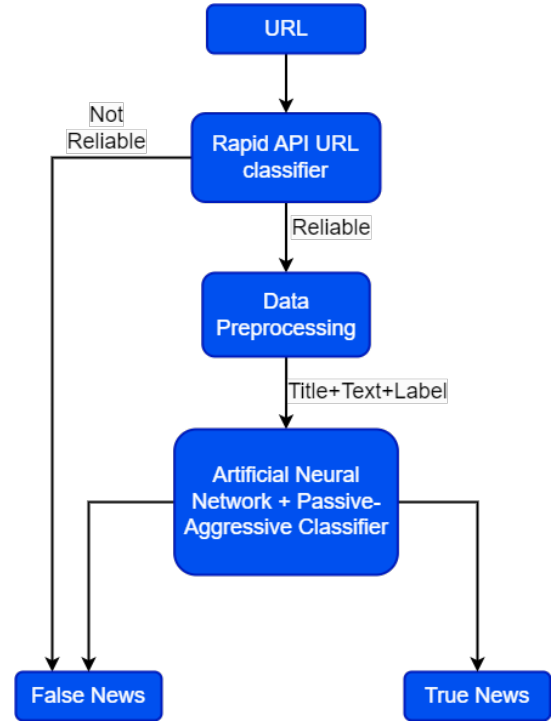 URL
Not
Reliable
Rapid API URL
classifier
Reliable
Data
Preprocessing
Title+Text+Label
Artificial Neural
Network + Passive-
Aggressive Classifier
False News
True News